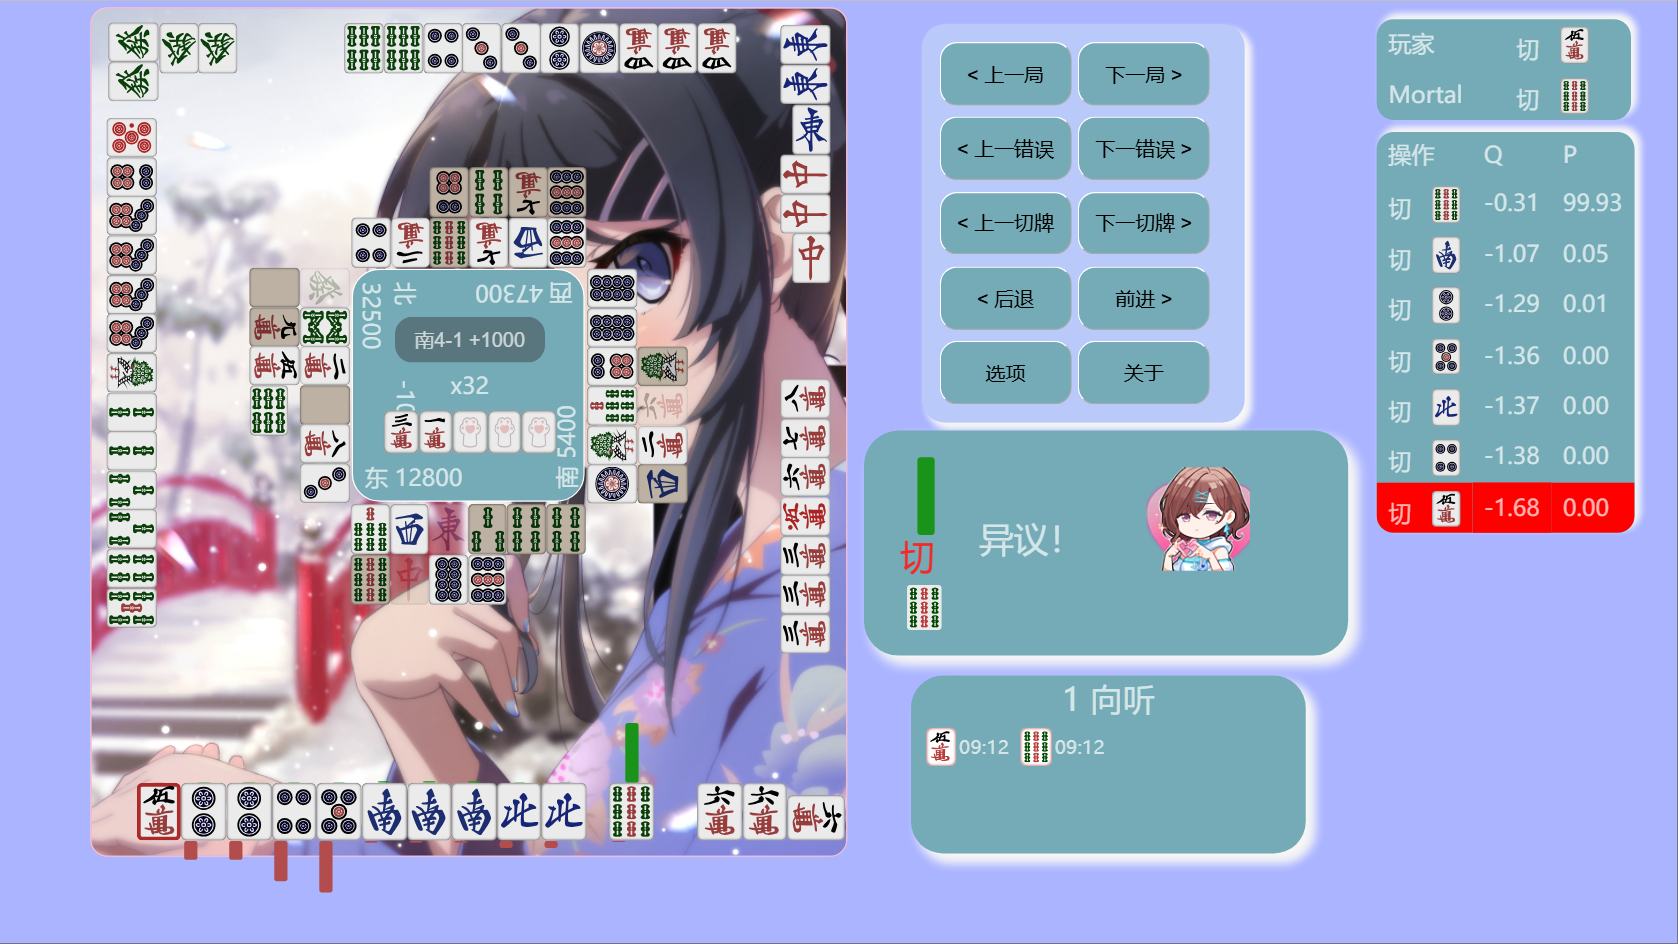 < 上一局
下一局 >
< 上一错误
下一错误 >
< 上一切牌
下一切牌 >
< 后退
前进 >
选项
关于
玩家 切
Mortal 切
操作 Q P
切 -0.31 99.93
切 -1.07 0.05
切 -1.29 0.01
切 -1.36 0.00
切 -1.37 0.00
切 -1.38 0.00
切 -1.68 0.00
西 47300
北 32500
南4-1 +1000
x32
东 12800
南 5400
切
异议！
1 向听
09:12 09:12